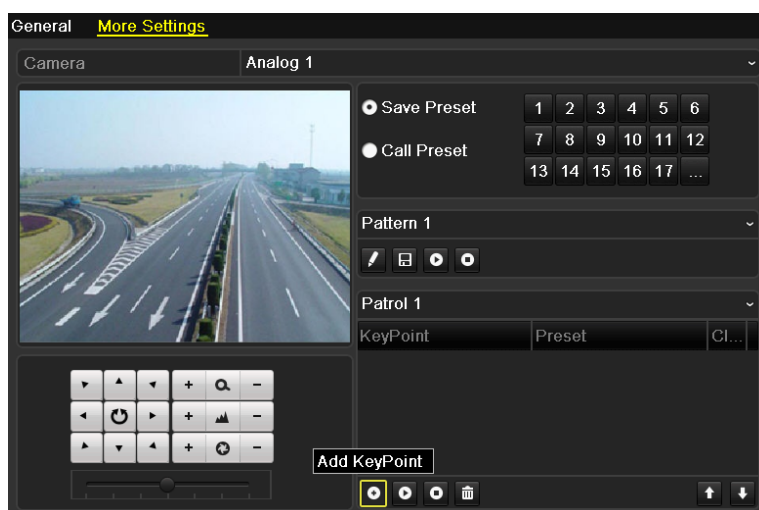 General More Settings
Camera Analog 1
Save Preset 1 2 3 4 5 6
Call Preset 7 8 9 10 11 12
13 14 15 16 17 ...
Pattern 1
Patrol 1
KeyPoint Preset Cl...
Add KeyPoint